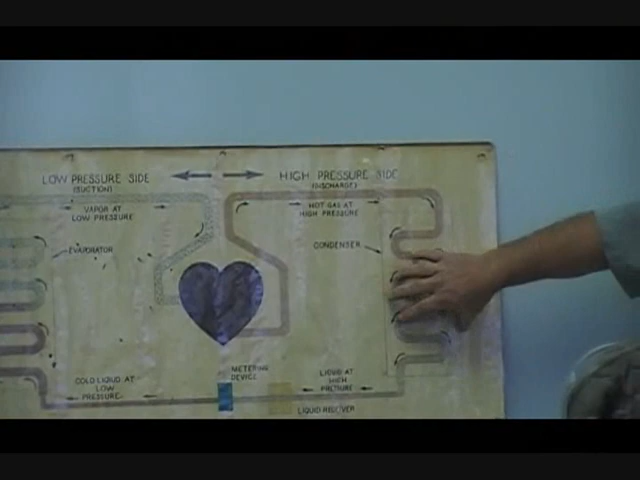 LOW PRESSURE SIDE
(SUCTION)
HIGH PRESSURE SIDE
(DISCHARGE)
VAPOR AT
LOW PRESSURE
HOT GAS AT
HIGH PRESSURE
EVAPORATOR
CONDENSER
METERING
DEVICE
COLD LIQUID AT
LOW
PRESSURE
LIQUID AT
HIGH
PRESSURE
LIQUID RECEIVER